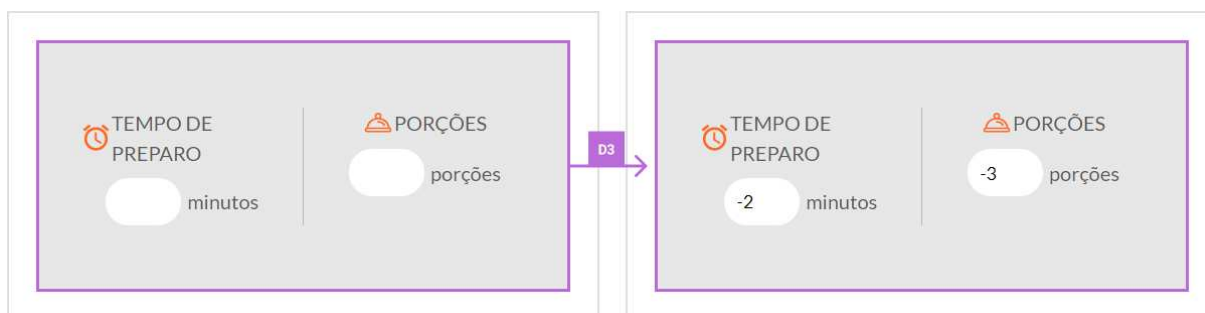 TEMPO DE
PREPARO
minutos
PORÇÕES
porções
D3
TEMPO DE
PREPARO
-2 minutos
PORÇÕES
-3 porções